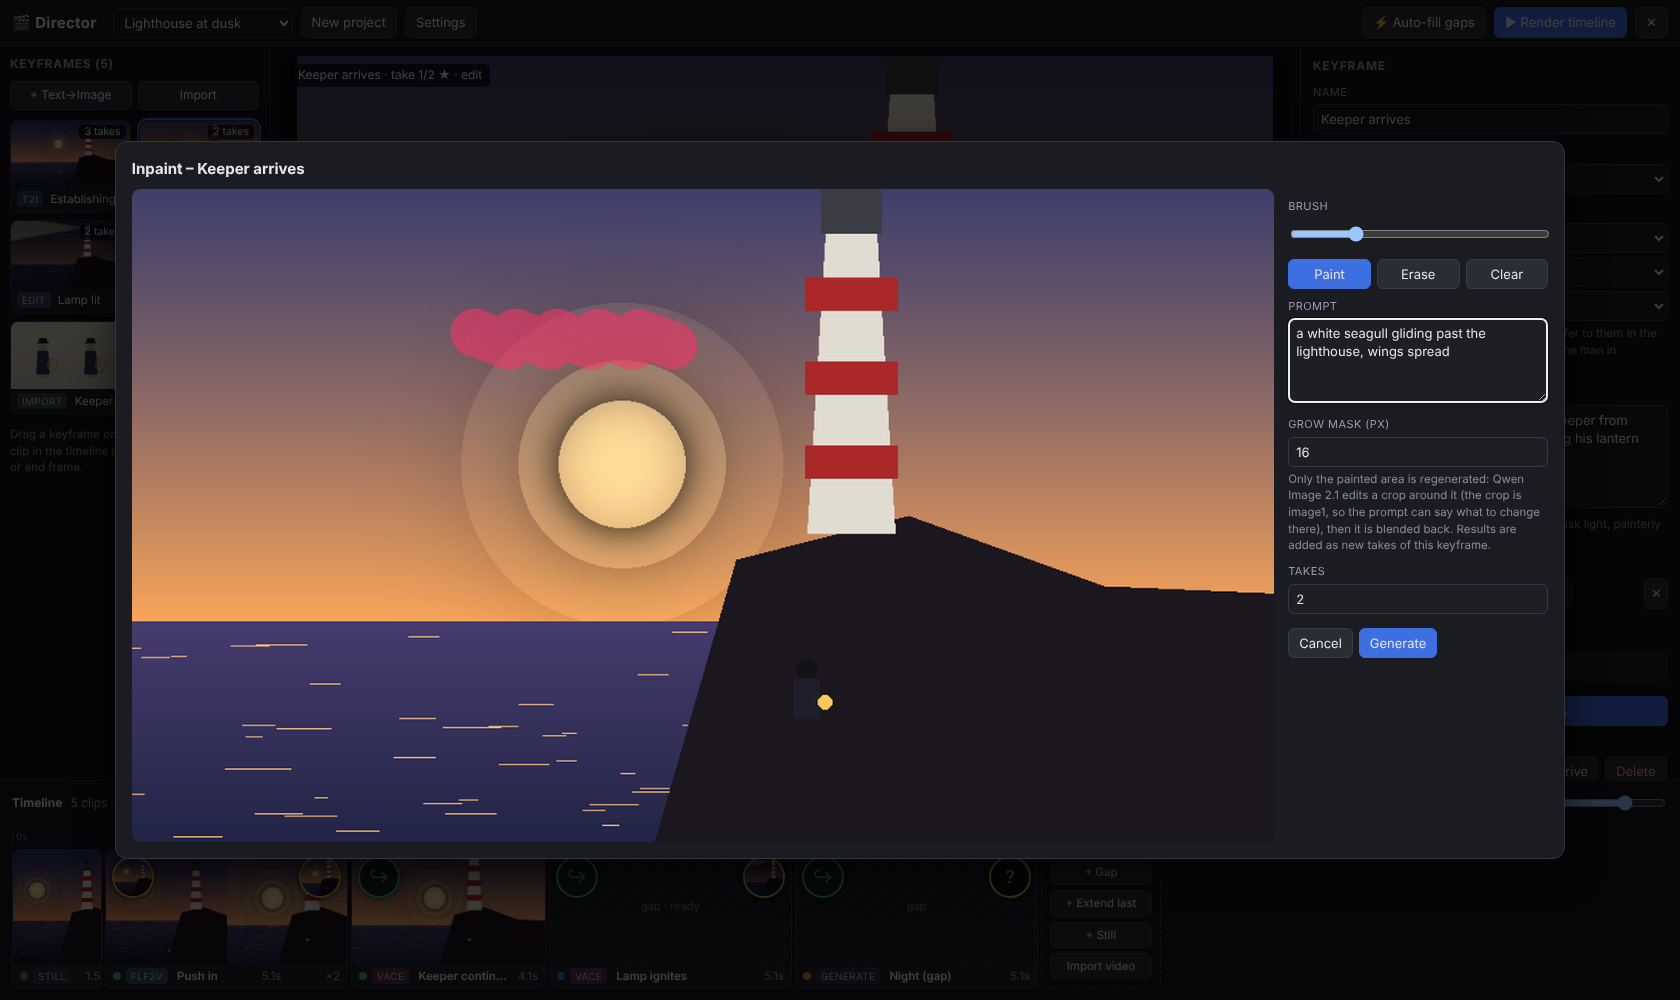 🎬 Director
Lighthouse at dusk
New project
Settings
⚡ Auto-fill gaps
▶ Render timeline
✕
KEYFRAMES (5)
+ Text→Image
Import
3 takes
2 takes
T2I
Establishing
2 take
EDIT
Lamp lit
IMPORT
Keeper
Drag a keyframe or
clip in the timeline t
or end frame.
Keeper arrives · take 1/2 ★ · edit
KEYFRAME
NAME
Keeper arrives
Inpaint – Keeper arrives
BRUSH
Paint
Erase
Clear
PROMPT
a white seagull gliding past the
lighthouse, wings spread
GROW MASK (PX)
16
Only the painted area is regenerated: Qwen
Image 2.1 edits a crop around it (the crop is
image1, so the prompt can say what to change
there), then it is blended back. Results are
added as new takes of this keyframe.
TAKES
2
Cancel
Generate
fer to them in the
he man in
eeper from
g his lantern
usk light, painterly
✕
rive
Delete
Timeline
5 clips ·
0s
STILL
1.5
FLF2V
Push in
5.1s
×2
VACE
Keeper contin...
4.1s
gap · ready
VACE
Lamp ignites
5.1s
?
gap
GENERATE
Night (gap)
5.1s
+ Gap
+ Extend last
+ Still
Import video